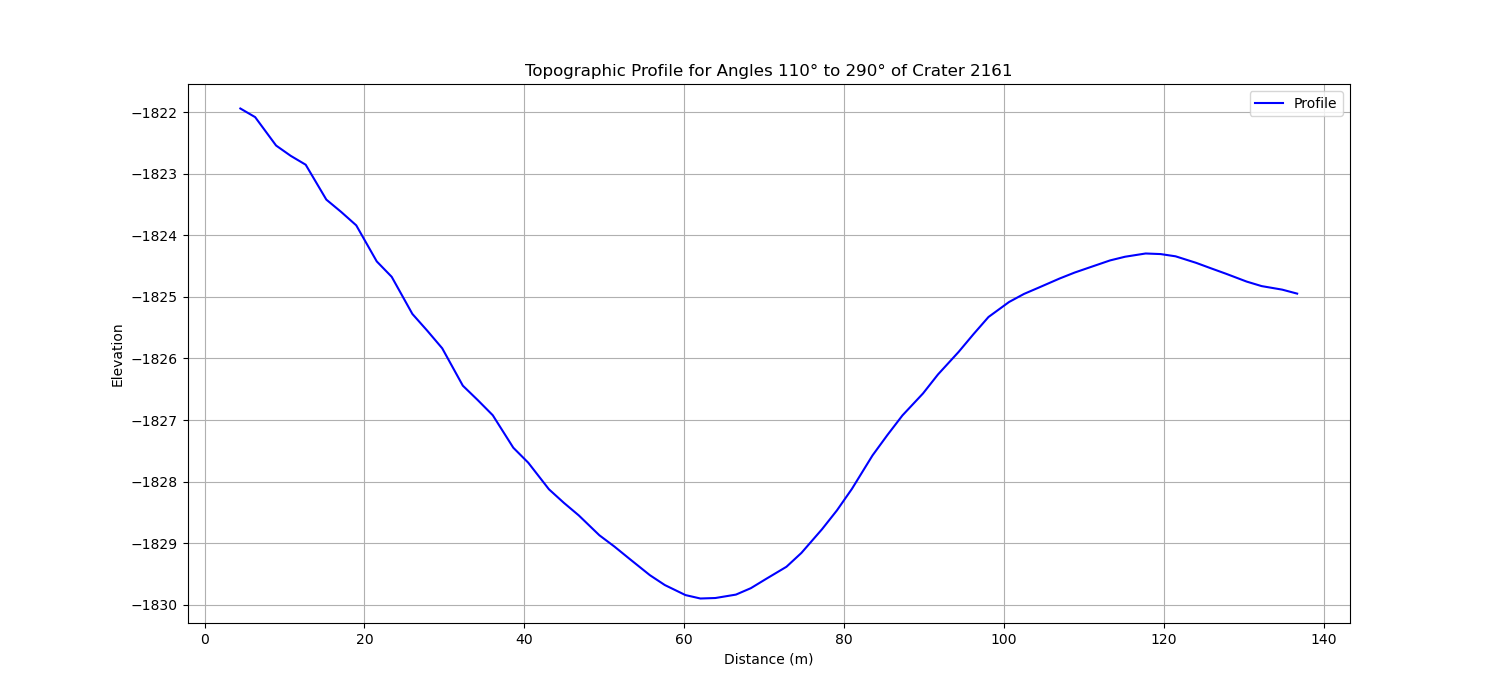 Topographic Profile for Angles 110° to 290° of Crater 2161
Profile
−1822
−1823
−1824
−1825
−1826
−1827
−1828
−1829
−1830
Elevation
0 20 40 60 80 100 120 140
Distance (m)